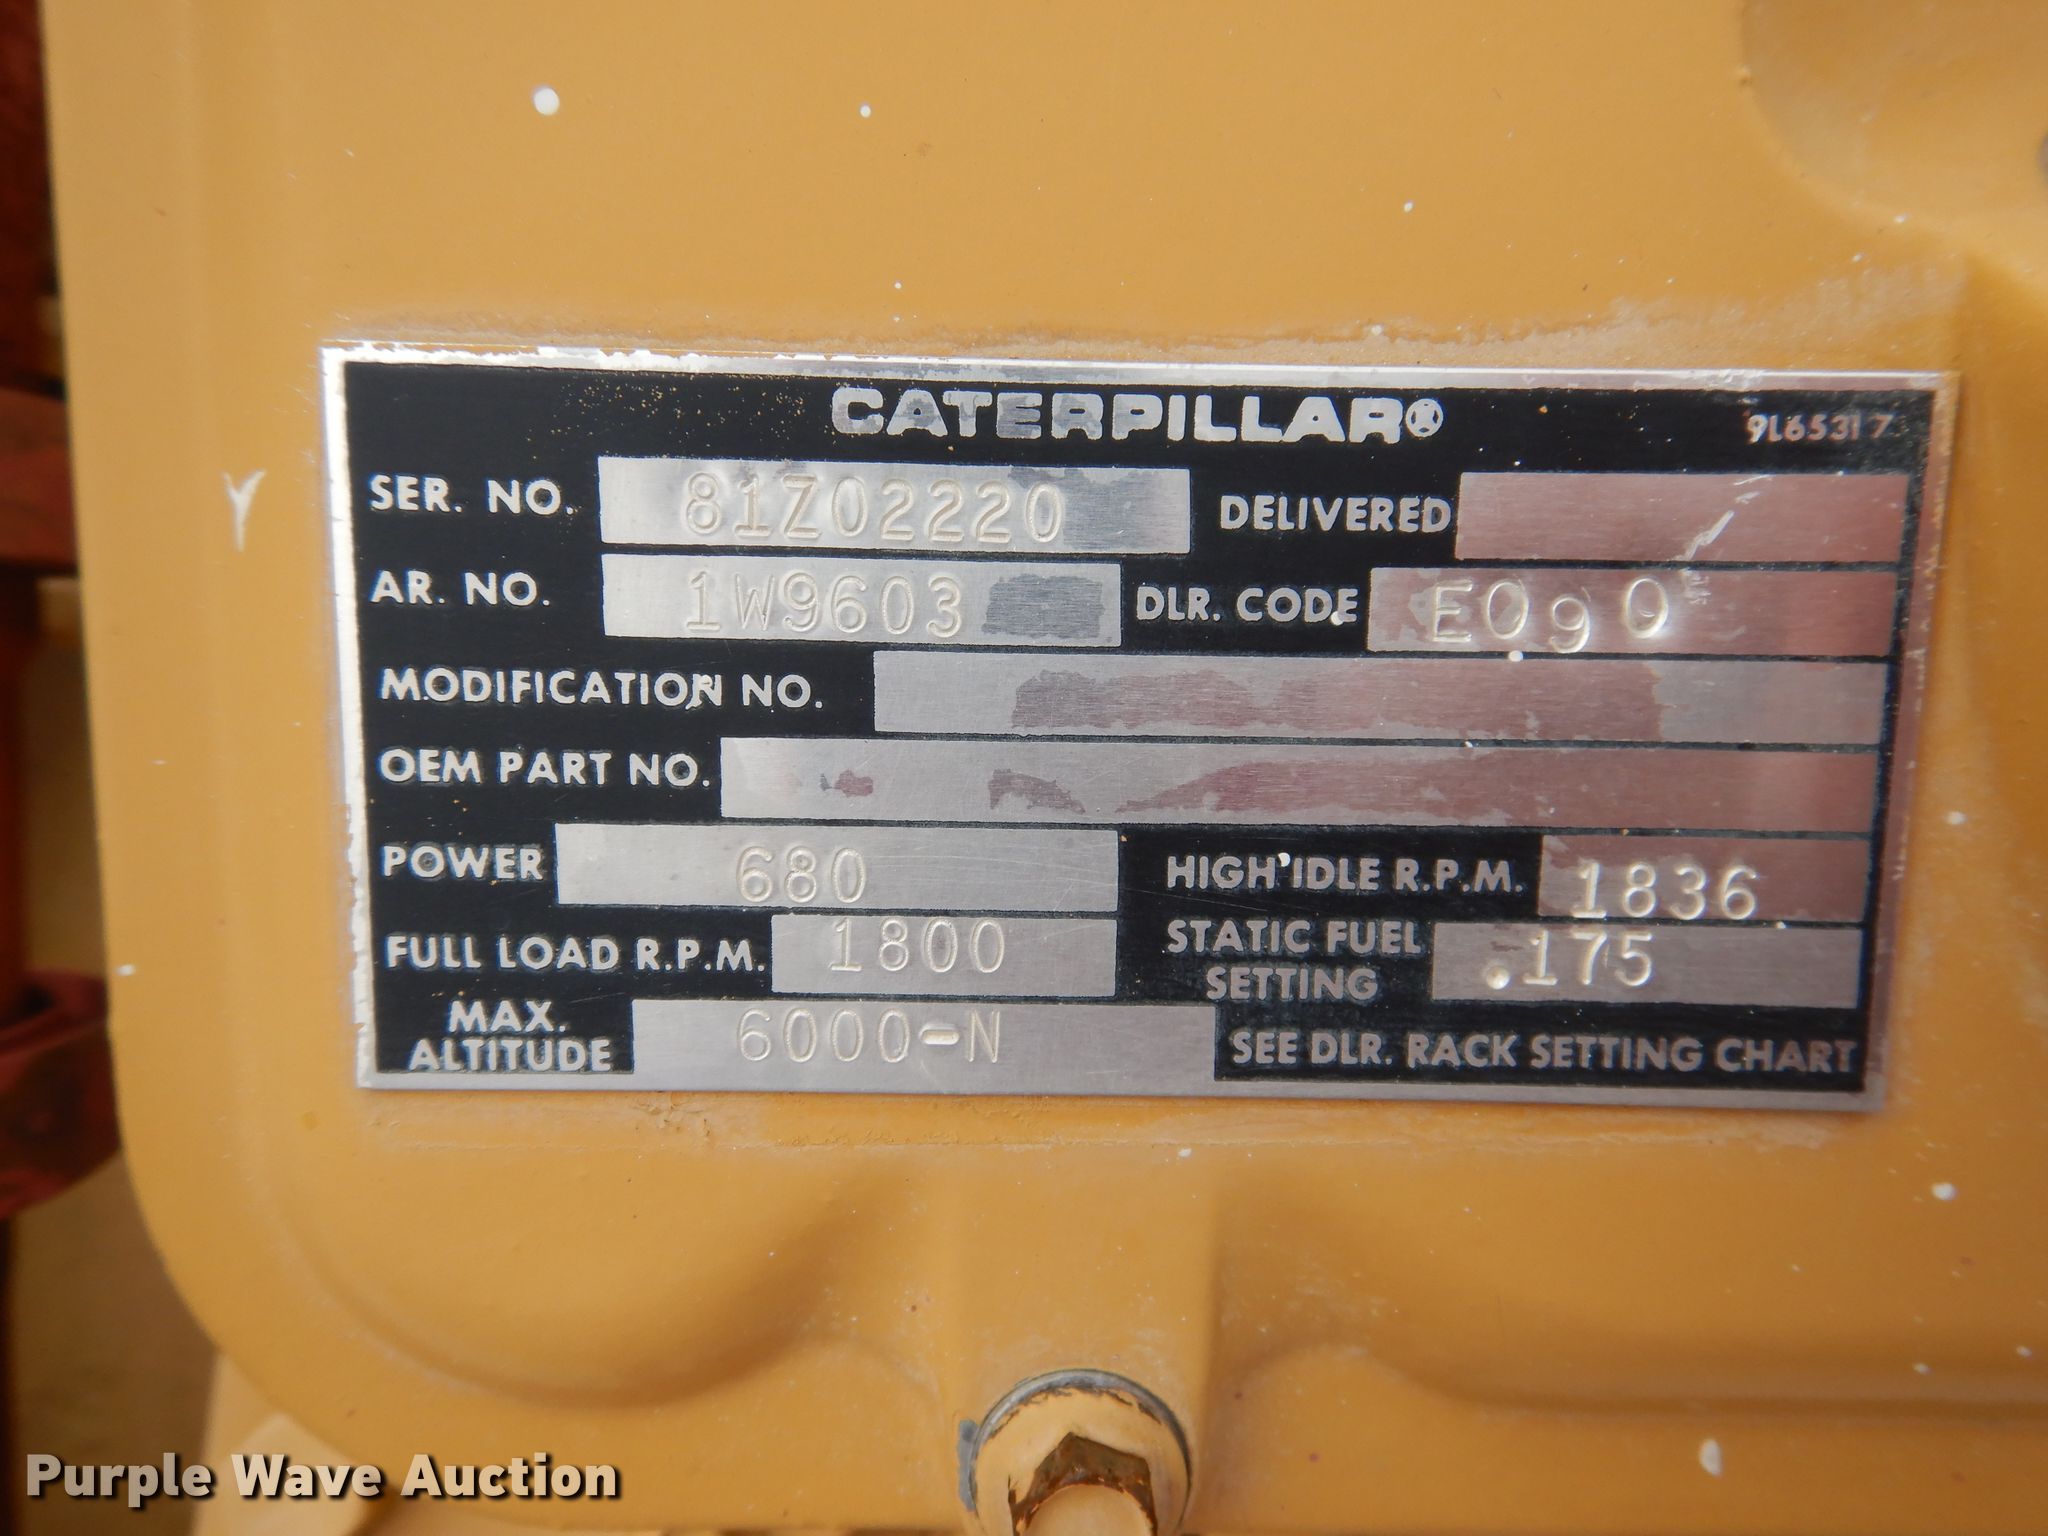 CATERPILLAR® 9L6531 7
SER. NO. 81Z02220 DELIVERED
AR. NO. 1W9603 DLR. CODE E090
MODIFICATION NO.
OEM PART NO.
POWER 680 HIGH IDLE R.P.M. 1836
FULL LOAD R.P.M. 1800 STATIC FUEL SETTING .175
MAX. ALTITUDE 6000-N SEE DLR. RACK SETTING CHART
Purple Wave Auction